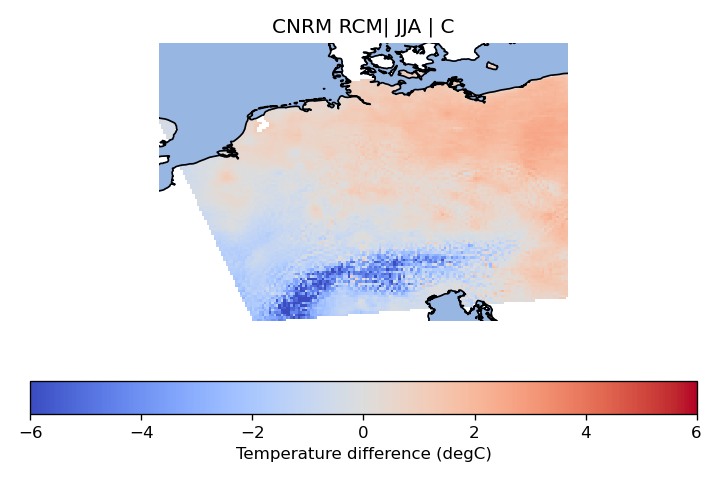 CNRM RCM| JJA | C
−6 −4 −2 0 2 4 6
Temperature difference (degC)